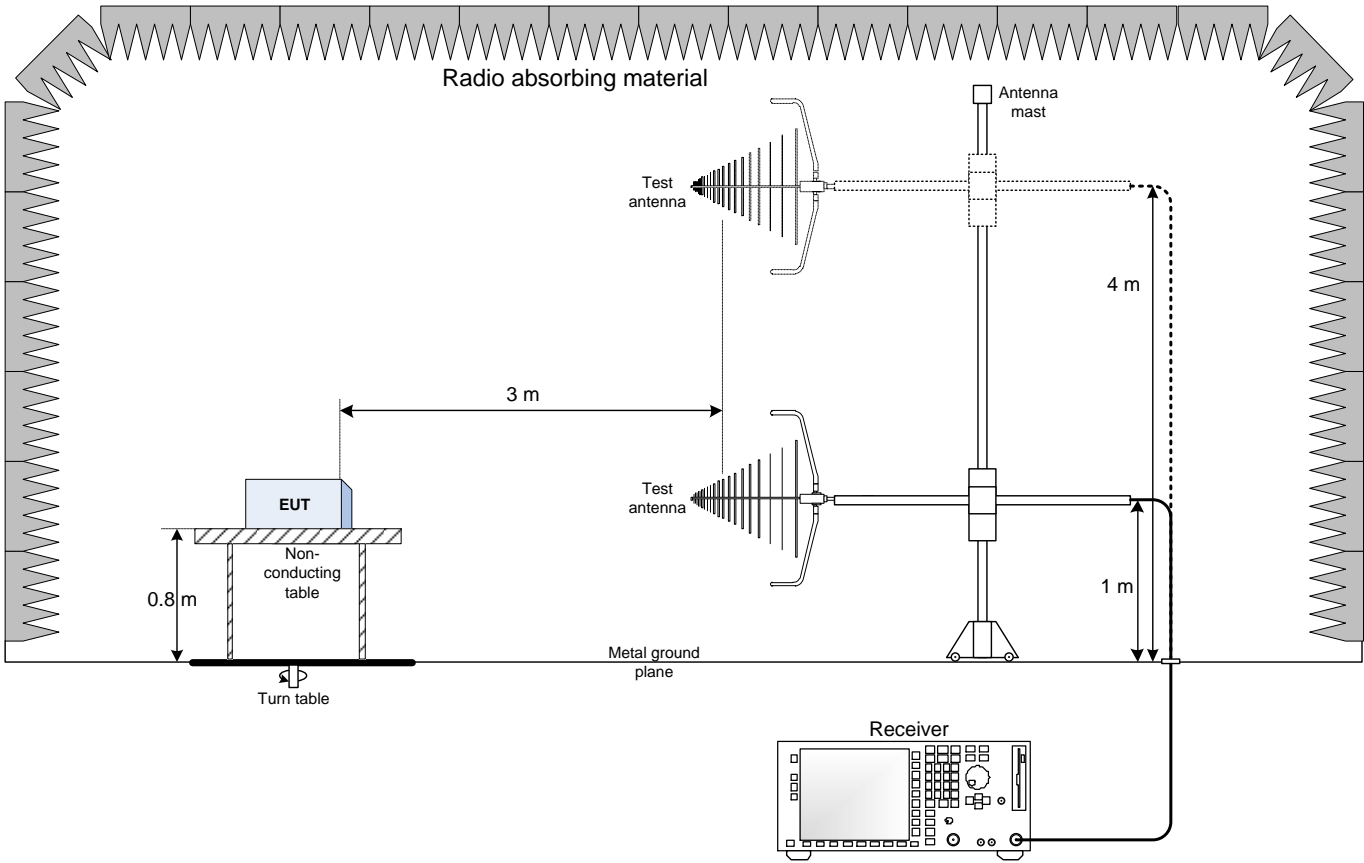 Radio absorbing material
Antenna
mast
Test
antenna
4 m
3 m
Test
antenna
EUT
Non-
conducting
table
0.8 m
1 m
Metal ground
plane
Turn table
Receiver